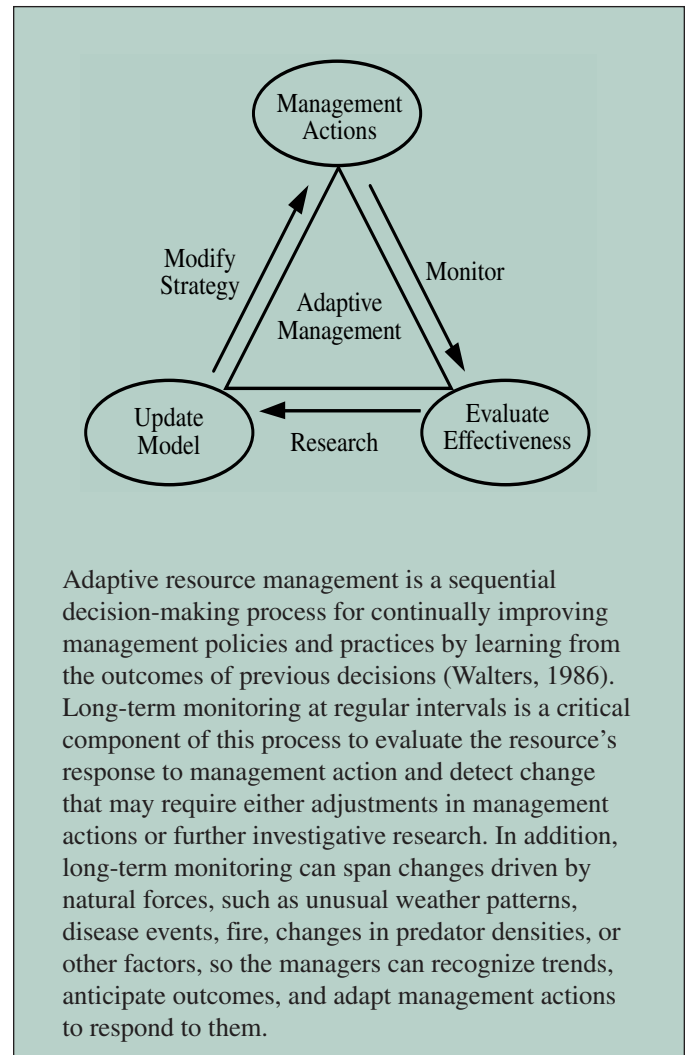 Management
Actions
Modify
Strategy
Monitor
Adaptive
Management
Update
Model
Research
Evaluate
Effectiveness
Adaptive resource management is a sequential
decision-making process for continually improving
management policies and practices by learning from
the outcomes of previous decisions (Walters, 1986).
Long-term monitoring at regular intervals is a critical
component of this process to evaluate the resource’s
response to management action and detect change
that may require either adjustments in management
actions or further investigative research. In addition,
long-term monitoring can span changes driven by
natural forces, such as unusual weather patterns,
disease events, fire, changes in predator densities, or
other factors, so the managers can recognize trends,
anticipate outcomes, and adapt management actions
to respond to them.